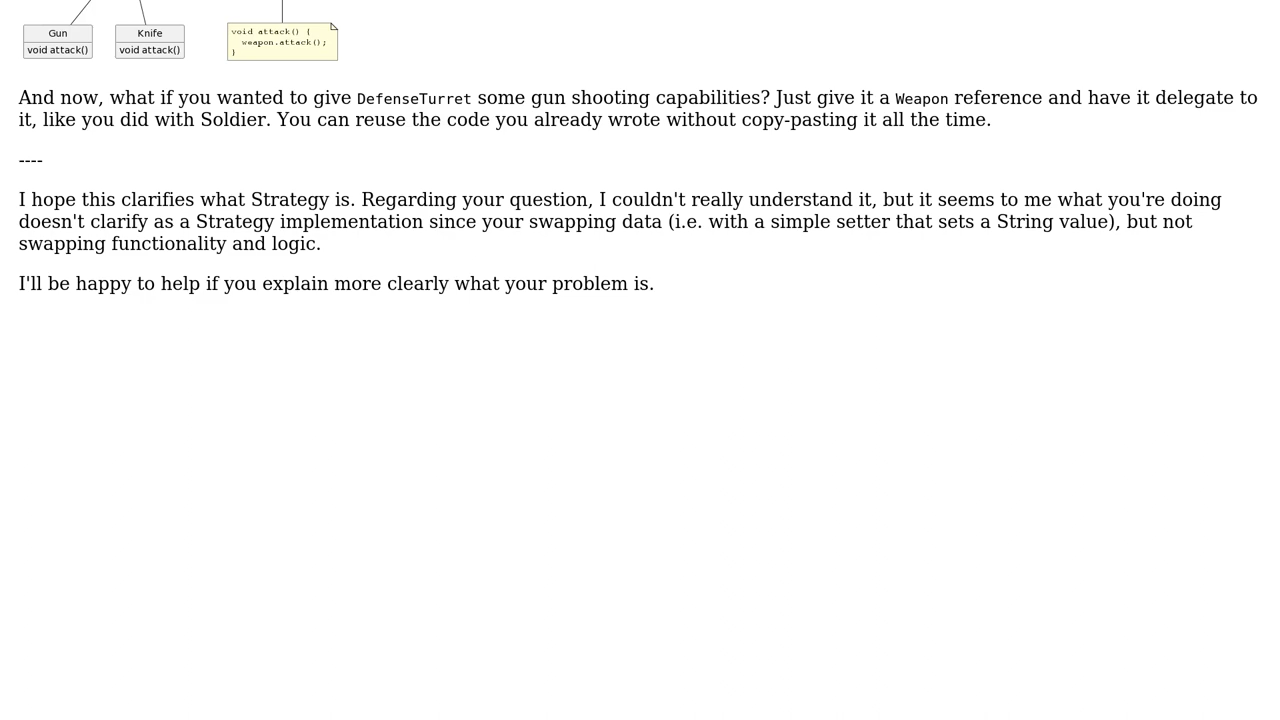 Gun
void attack()
Knife
void attack()
void attack() {
weapon.attack();
}
And now, what if you wanted to give DefenseTurret some gun shooting capabilities? Just give it a Weapon reference and have it delegate to
it, like you did with Soldier. You can reuse the code you already wrote without copy-pasting it all the time.
----
I hope this clarifies what Strategy is. Regarding your question, I couldn't really understand it, but it seems to me what you're doing
doesn't clarify as a Strategy implementation since your swapping data (i.e. with a simple setter that sets a String value), but not
swapping functionality and logic.
I'll be happy to help if you explain more clearly what your problem is.